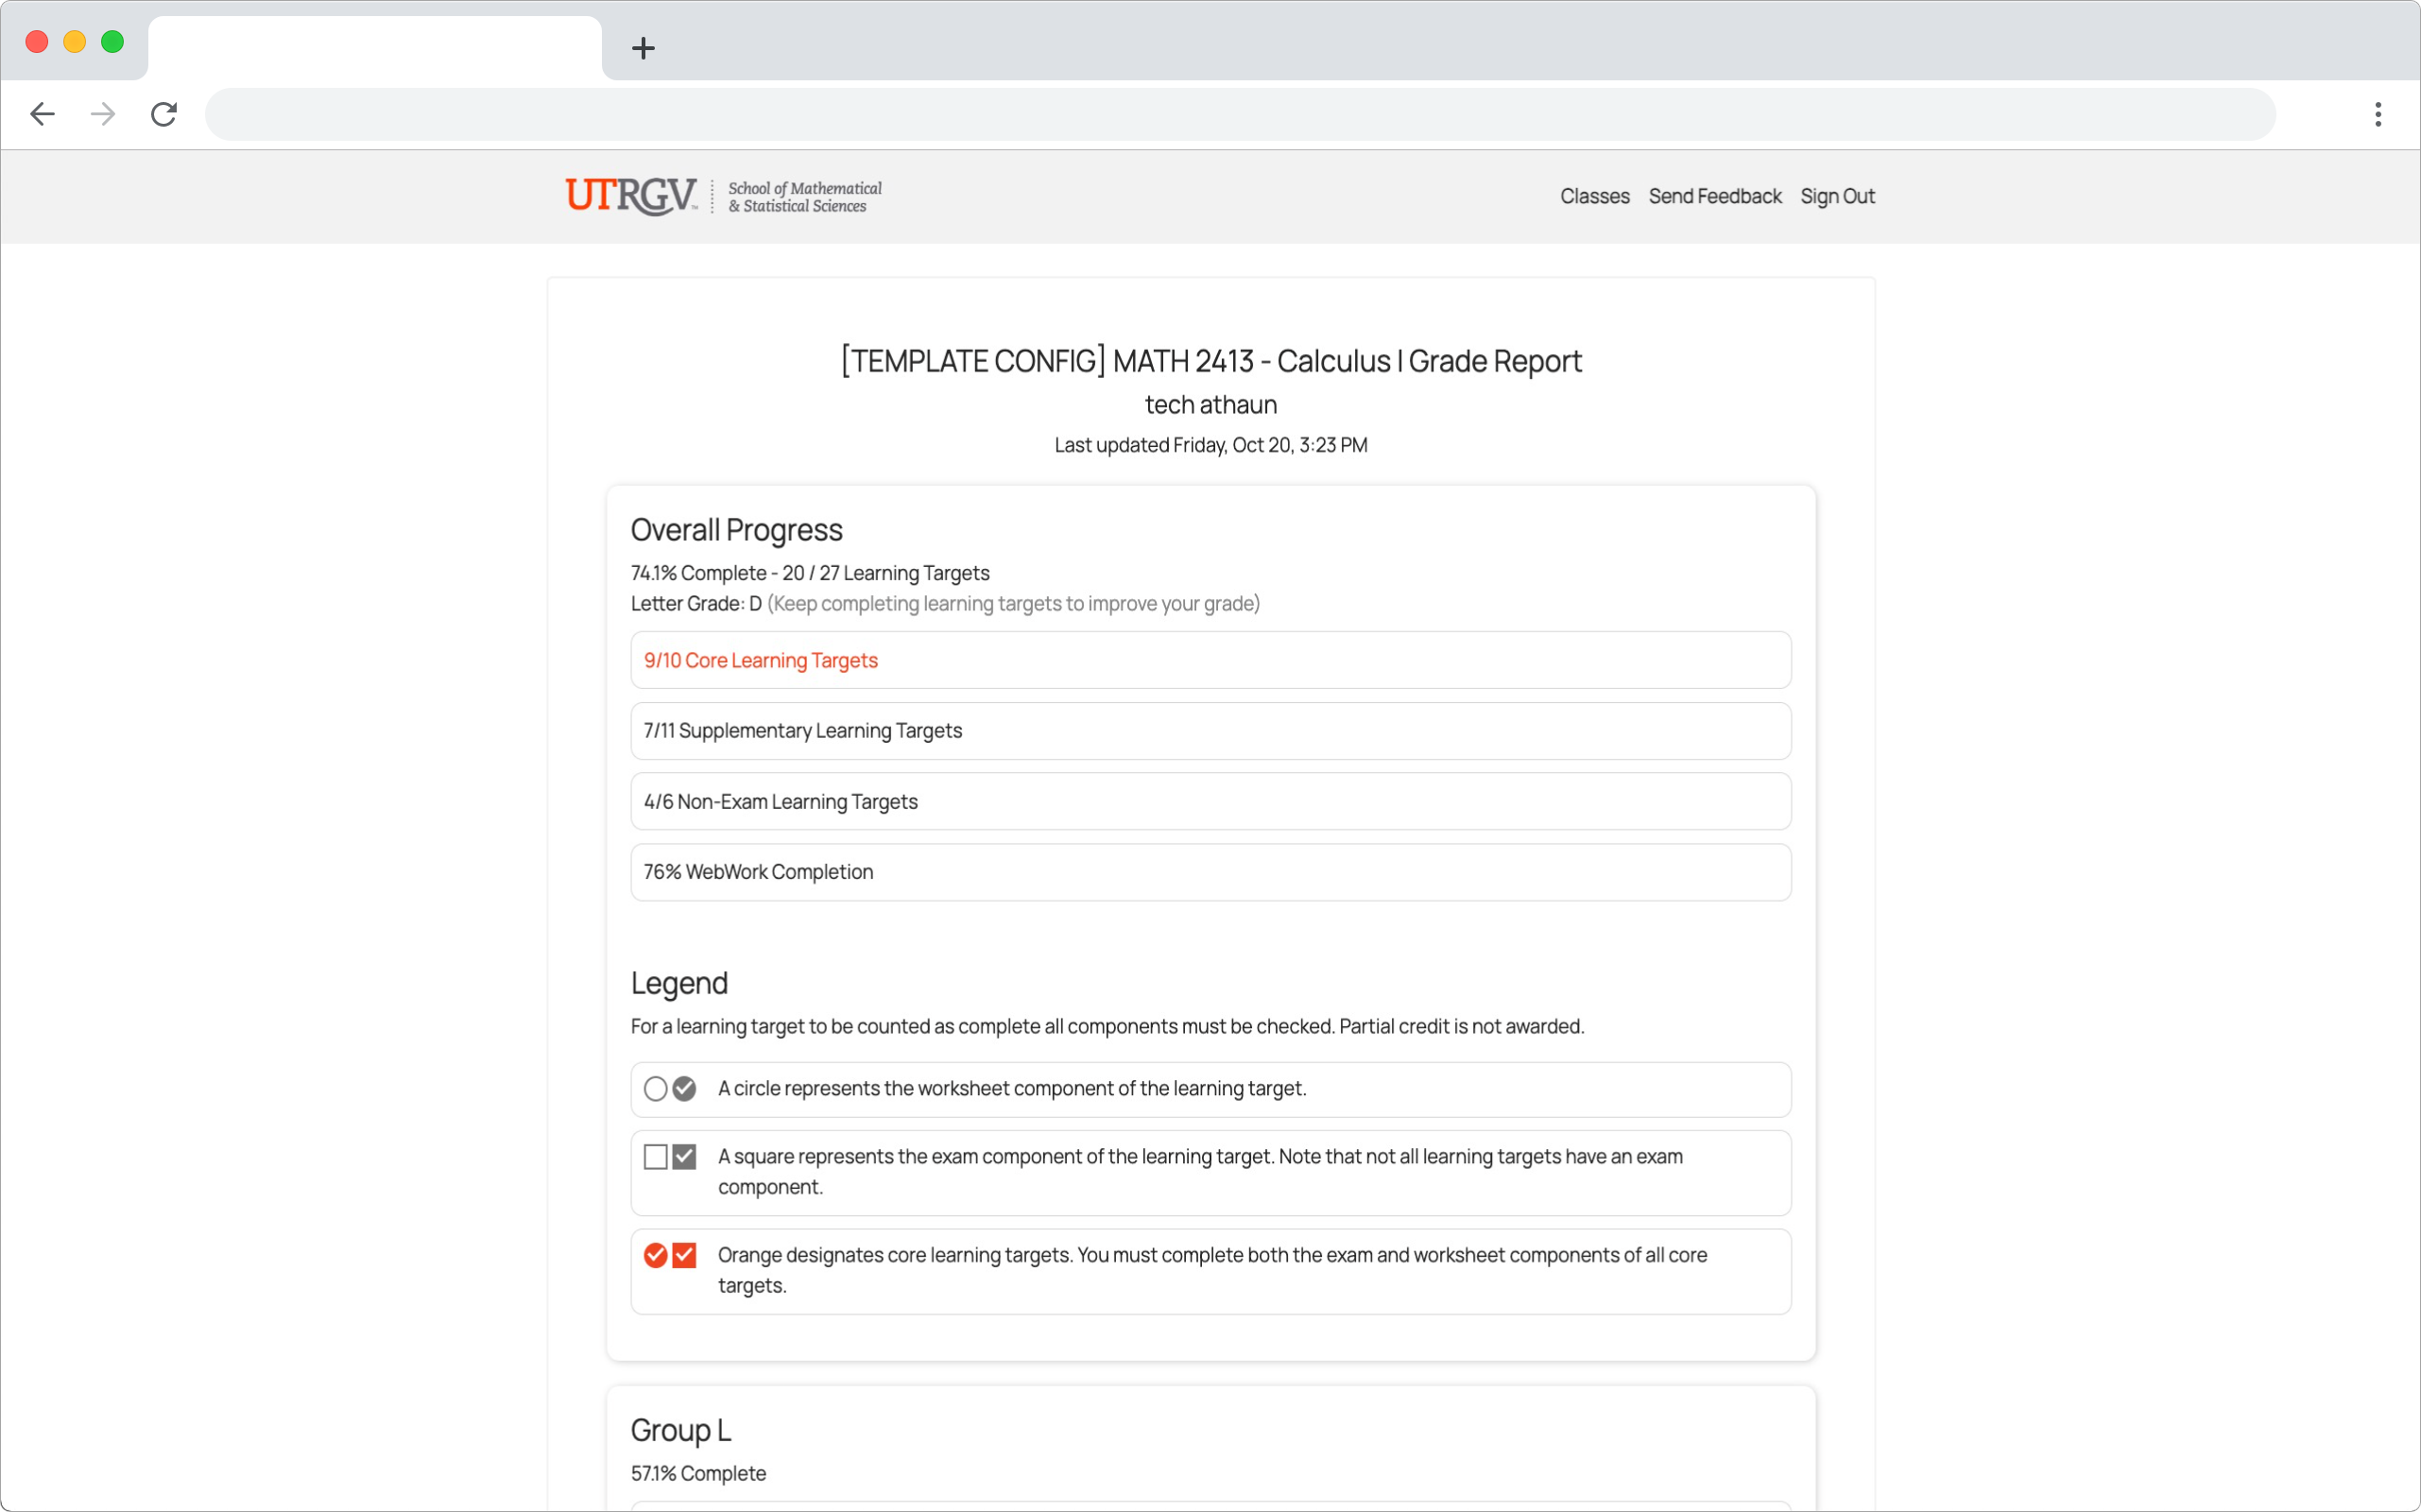 UTRGV™
School of Mathematical
& Statistical Sciences
Classes Send Feedback Sign Out
[TEMPLATE CONFIG] MATH 2413 - Calculus I Grade Report
tech athaun
Last updated Friday, Oct 20, 3:23 PM
Overall Progress
74.1% Complete - 20 / 27 Learning Targets
Letter Grade: D (Keep completing learning targets to improve your grade)
9/10 Core Learning Targets
7/11 Supplementary Learning Targets
4/6 Non-Exam Learning Targets
76% WebWork Completion
Legend
For a learning target to be counted as complete all components must be checked. Partial credit is not awarded.
A circle represents the worksheet component of the learning target.
A square represents the exam component of the learning target. Note that not all learning targets have an exam
component.
Orange designates core learning targets. You must complete both the exam and worksheet components of all core
targets.
Group L
57.1% Complete